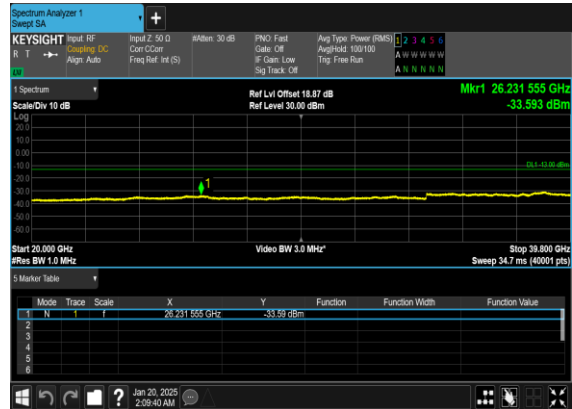 Spectrum Analyzer 1
Swept SA
KEYSIGHT
R T
Input: RF
Coupling: DC
Align: Auto
Input Z: 50 Ω
Corr CCorr
Freq Ref: Int (S)
#Atten: 30 dB
PNO: Fast
Gate: Off
IF Gain: Low
Sig Track: Off
Avg Type: Power (RMS)
Avg|Hold: 100/100
Trig: Free Run
1 2 3 4 5 6
A W W W W W
A N N N N N
1 Spectrum
Scale/Div 10 dB
Ref Lvl Offset 18.87 dB
Ref Level 30.00 dBm
Mkr1 26.231 555 GHz
-33.593 dBm
Log
20.0
10.0
0.00
-10.0
-20.0
-30.0
-40.0
-50.0
-60.0
DL1 -13.00 dBm
1
Start 20.000 GHz
#Res BW 1.0 MHz
Video BW 3.0 MHz*
Stop 39.800 GHz
Sweep 34.7 ms (40001 pts)
5 Marker Table
Mode Trace Scale X Y Function Function Width Function Value
1 N 1 f 26.231 555 GHz -33.59 dBm
2
3
4
5
6
?
Jan 20, 2025
2:09:40 AM